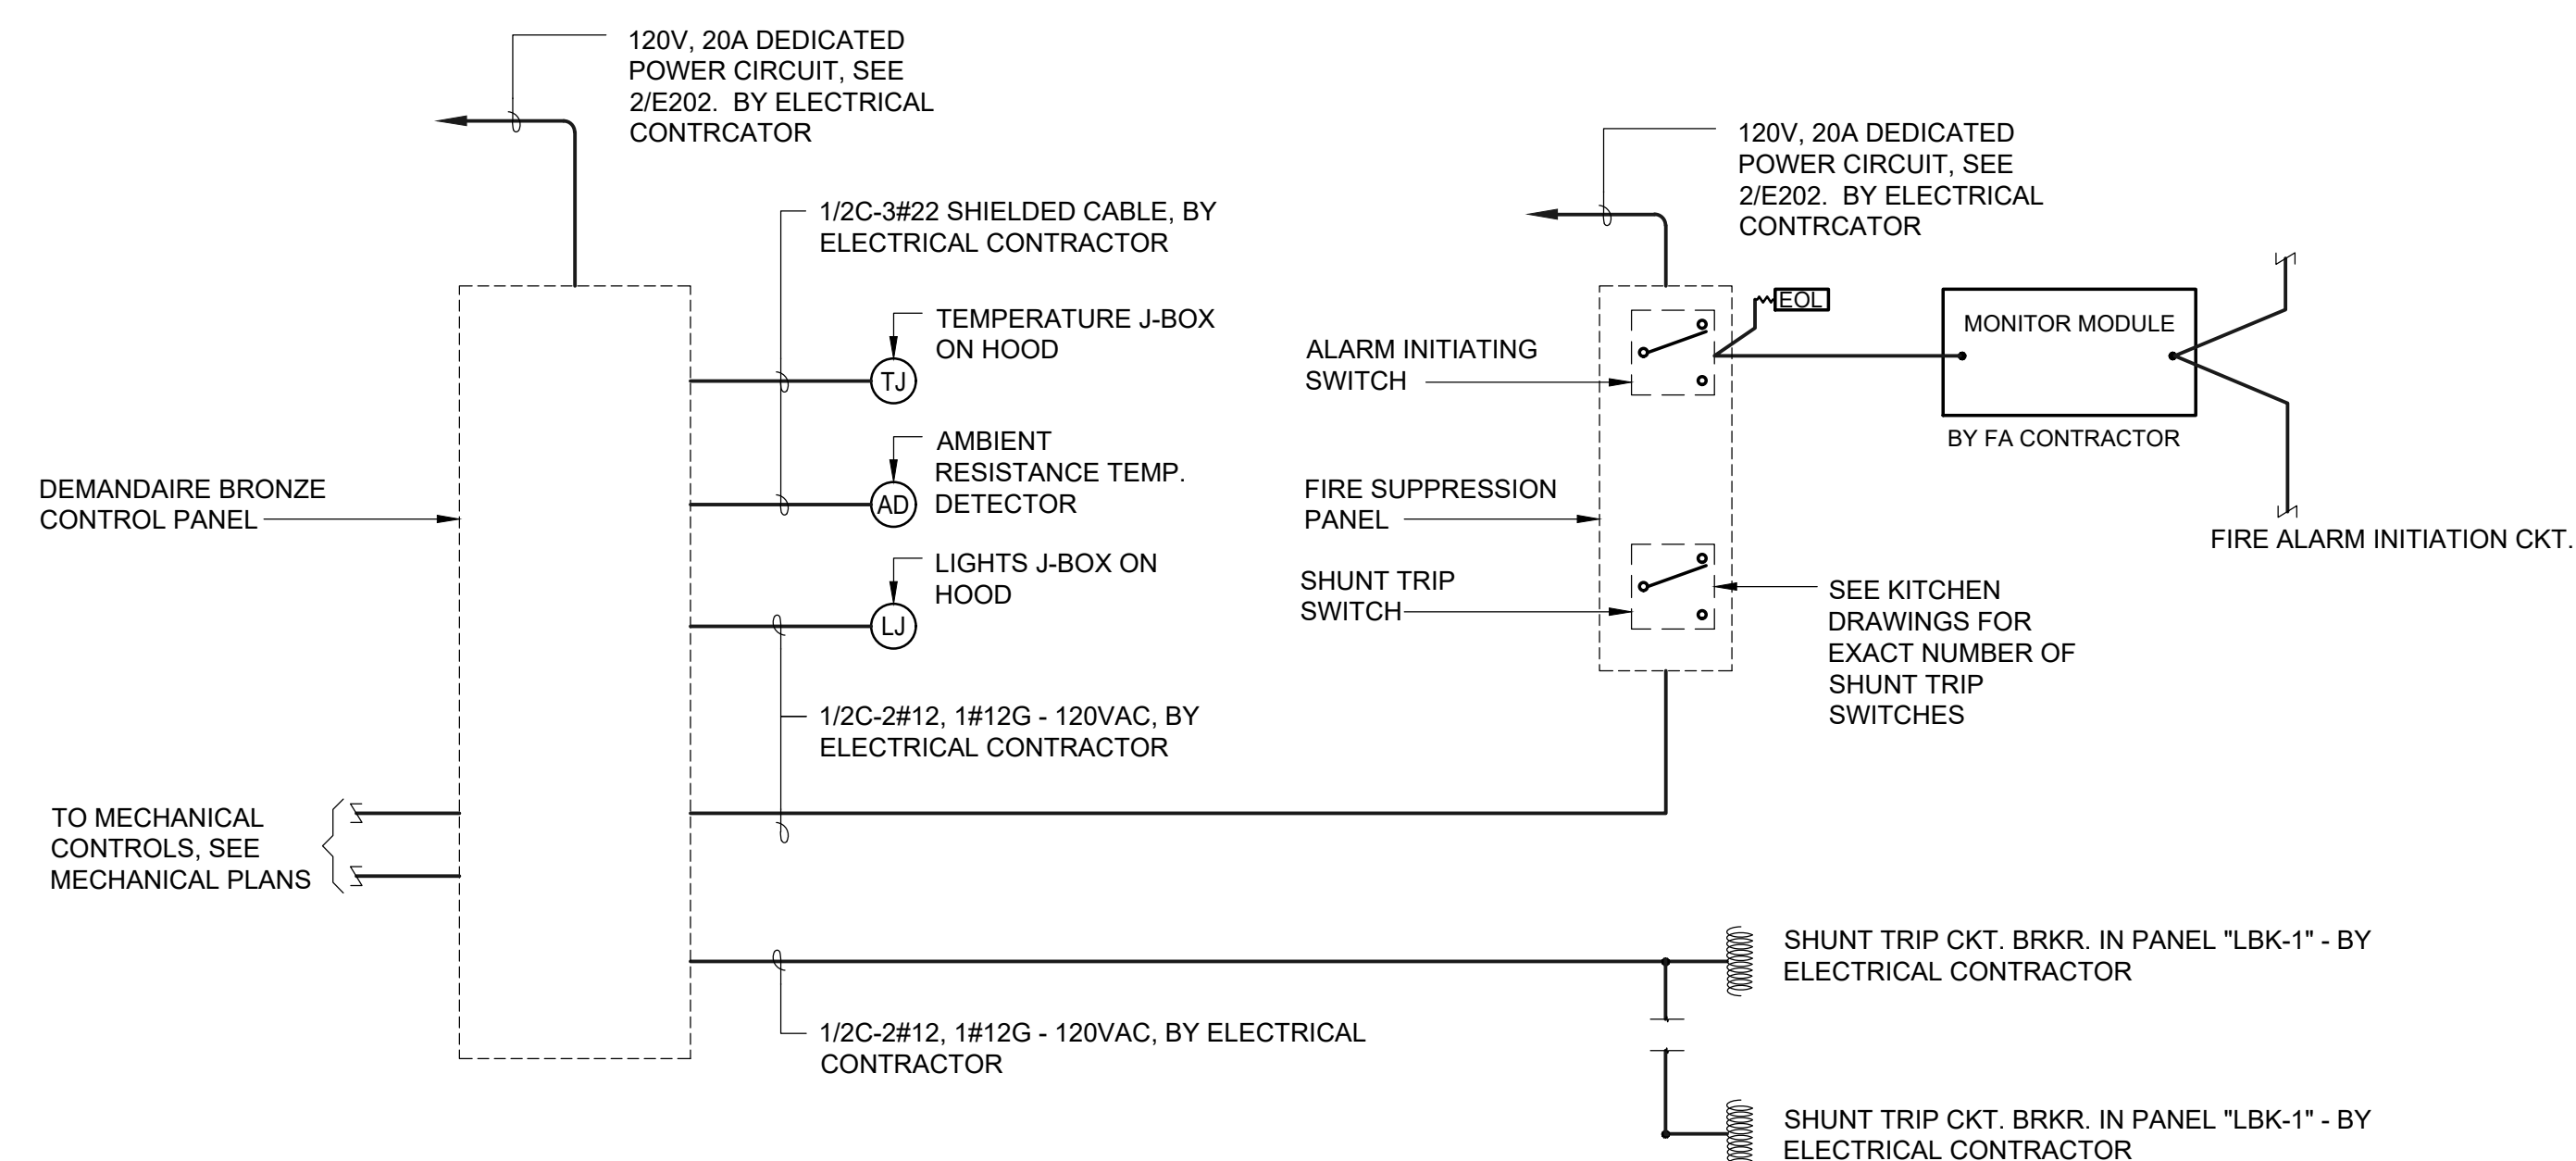 120V, 20A DEDICATED
POWER CIRCUIT, SEE
2/E202.  BY ELECTRICAL
CONTRCATOR
120V, 20A DEDICATED
POWER CIRCUIT, SEE
2/E202.  BY ELECTRICAL
CONTRCATOR
1/2C-3#22 SHIELDED CABLE, BY
ELECTRICAL CONTRACTOR
TEMPERATURE J-BOX
ON HOOD
TJ
AMBIENT
RESISTANCE TEMP.
DETECTOR
AD
LIGHTS J-BOX ON
HOOD
LJ
DEMANDAIRE BRONZE
CONTROL PANEL
1/2C-2#12, 1#12G - 120VAC, BY
ELECTRICAL CONTRACTOR
TO MECHANICAL
CONTROLS, SEE
MECHANICAL PLANS
1/2C-2#12, 1#12G - 120VAC, BY ELECTRICAL
CONTRACTOR
EOL
MONITOR MODULE
BY FA CONTRACTOR
ALARM INITIATING
SWITCH
FIRE SUPPRESSION
PANEL
SHUNT TRIP
SWITCH
FIRE ALARM INITIATION CKT.
SEE KITCHEN
DRAWINGS FOR
EXACT NUMBER OF
SHUNT TRIP
SWITCHES
SHUNT TRIP CKT. BRKR. IN PANEL "LBK-1" - BY
ELECTRICAL CONTRACTOR
SHUNT TRIP CKT. BRKR. IN PANEL "LBK-1" - BY
ELECTRICAL CONTRACTOR